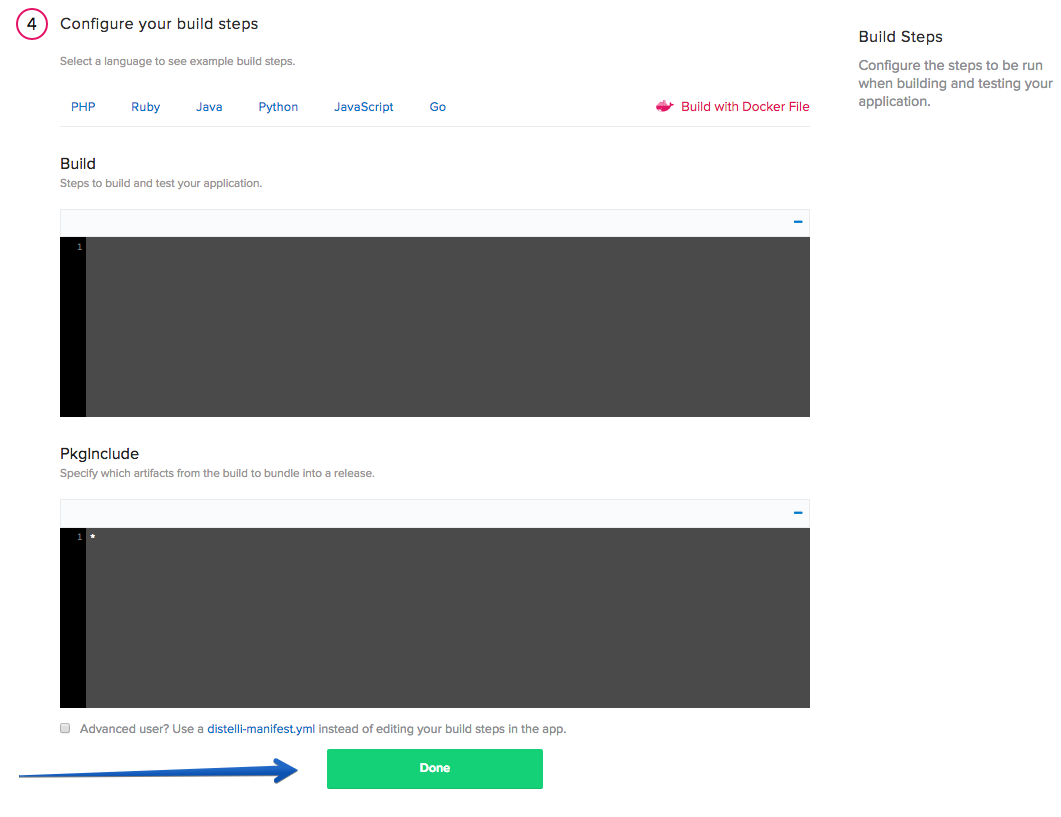 4 Configure your build steps
Select a language to see example build steps.
PHP Ruby Java Python JavaScript Go Build with Docker File
Build
Steps to build and test your application.
1
PkgInclude
Specify which artifacts from the build to bundle into a release.
1 *
Advanced user? Use a distelli-manifest.yml instead of editing your build steps in the app.
Done
Build Steps
Configure the steps to be run
when building and testing your
application.